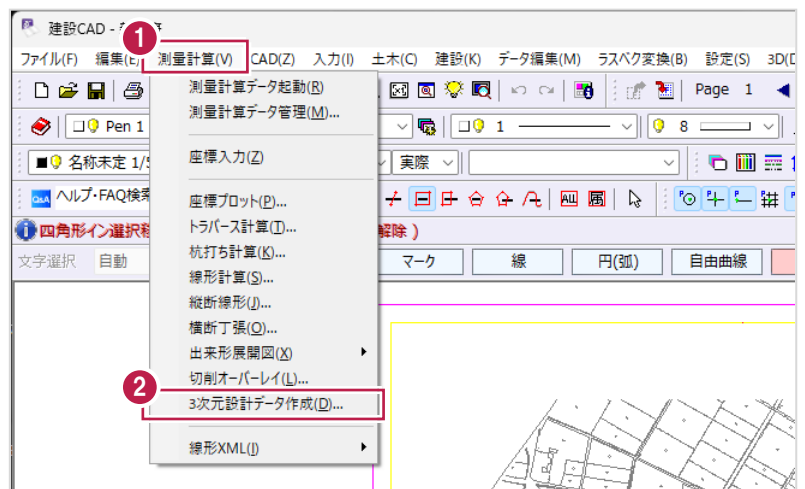 建設CAD -
1
ファイル(F) 編集(E) 測量計算(V) CAD(Z) 入力(I) 土木(C) 建設(K) データ編集(M) ラスベク変換(B) 設定(S) 3D(D
Page 1
Pen 1
1
8
名称未定 1/5
実際
ヘルプ・FAQ検索
Q&A
ALL 属
四角形イン選択移
解除 )
文字選択 自動
マーク 線 円(弧) 自由曲線
測量計算データ起動(R)
測量計算データ管理(M)...
座標入力(Z)
座標プロット(P)...
トラバース計算(T)...
杭打ち計算(K)...
線形計算(S)...
縦断線形(J)...
横断丁張(O)...
出来形展開図(X)
切削オーバーレイ(L)...
2
3次元設計データ作成(D)...
線形XML(J)